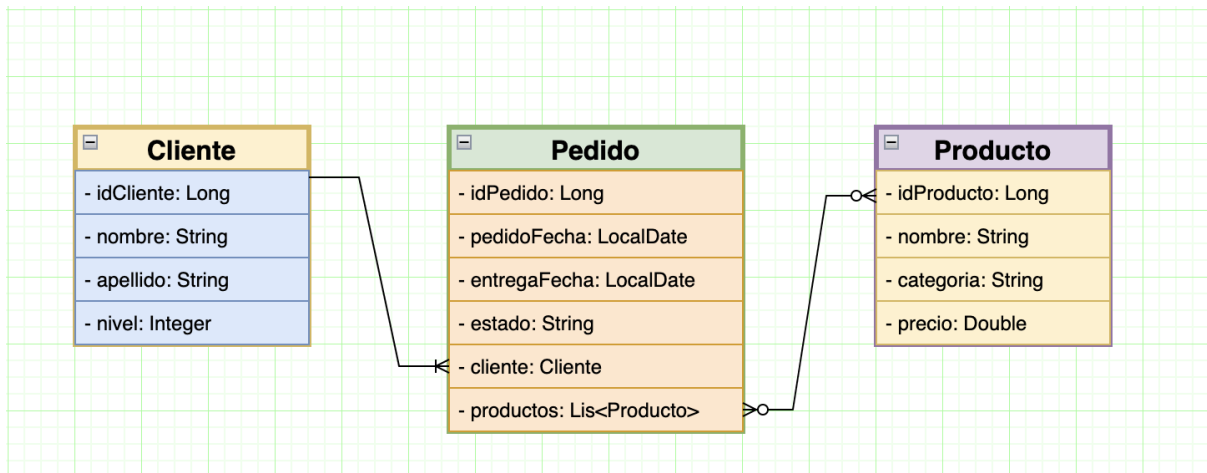 Cliente
- idCliente: Long
- nombre: String
- apellido: String
- nivel: Integer
Pedido
- idPedido: Long
- pedidoFecha: LocalDate
- entregaFecha: LocalDate
- estado: String
- cliente: Cliente
- productos: Lis<Producto>
Producto
- idProducto: Long
- nombre: String
- categoria: String
- precio: Double